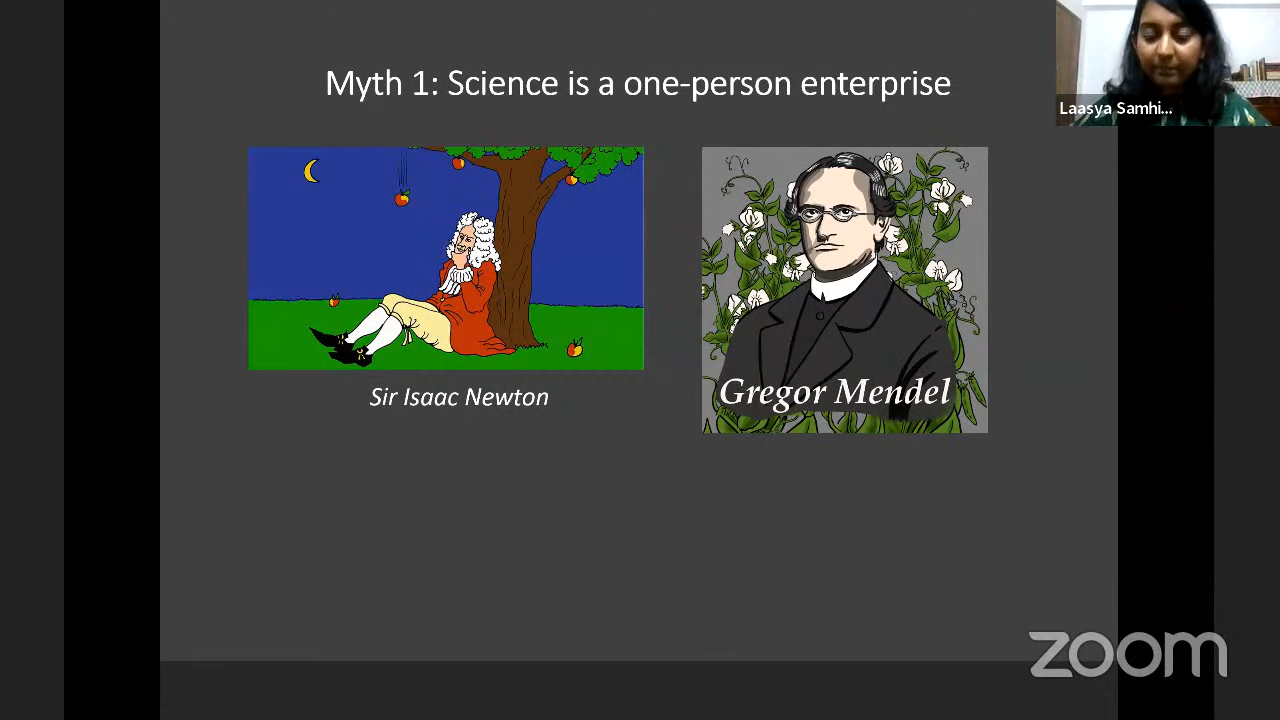 Myth 1: Science is a one-person enterprise
Laasya Samhi...
Sir Isaac Newton
Gregor Mendel
zoom